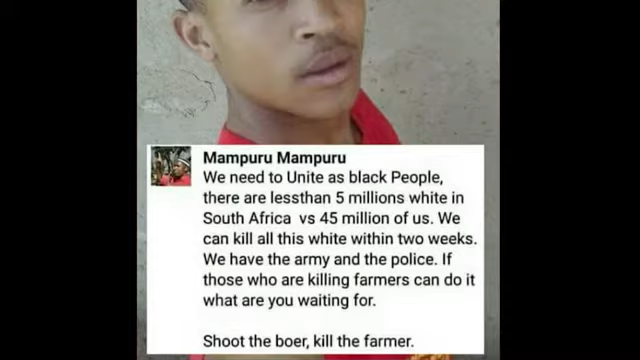 Mampuru Mampuru
We need to Unite as black People,
there are lessthan 5 millions white in
South Africa vs 45 million of us. We
can kill all this white within two weeks.
We have the army and the police. If
those who are killing farmers can do it
what are you waiting for.
Shoot the boer, kill the farmer.